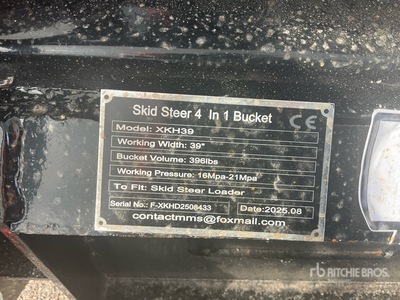 Skid Steer 4 In 1 Bucket CE
Model: XKH39
Working Width: 39"
Bucket Volume: 396lbs
Working Pressure: 16Mpa-21Mpa
To Fit: Skid Steer Loader
Serial No.: F-XKHD2508433 Date:2025.08
contactmms@foxmail.com
rb RITCHIE BROS.